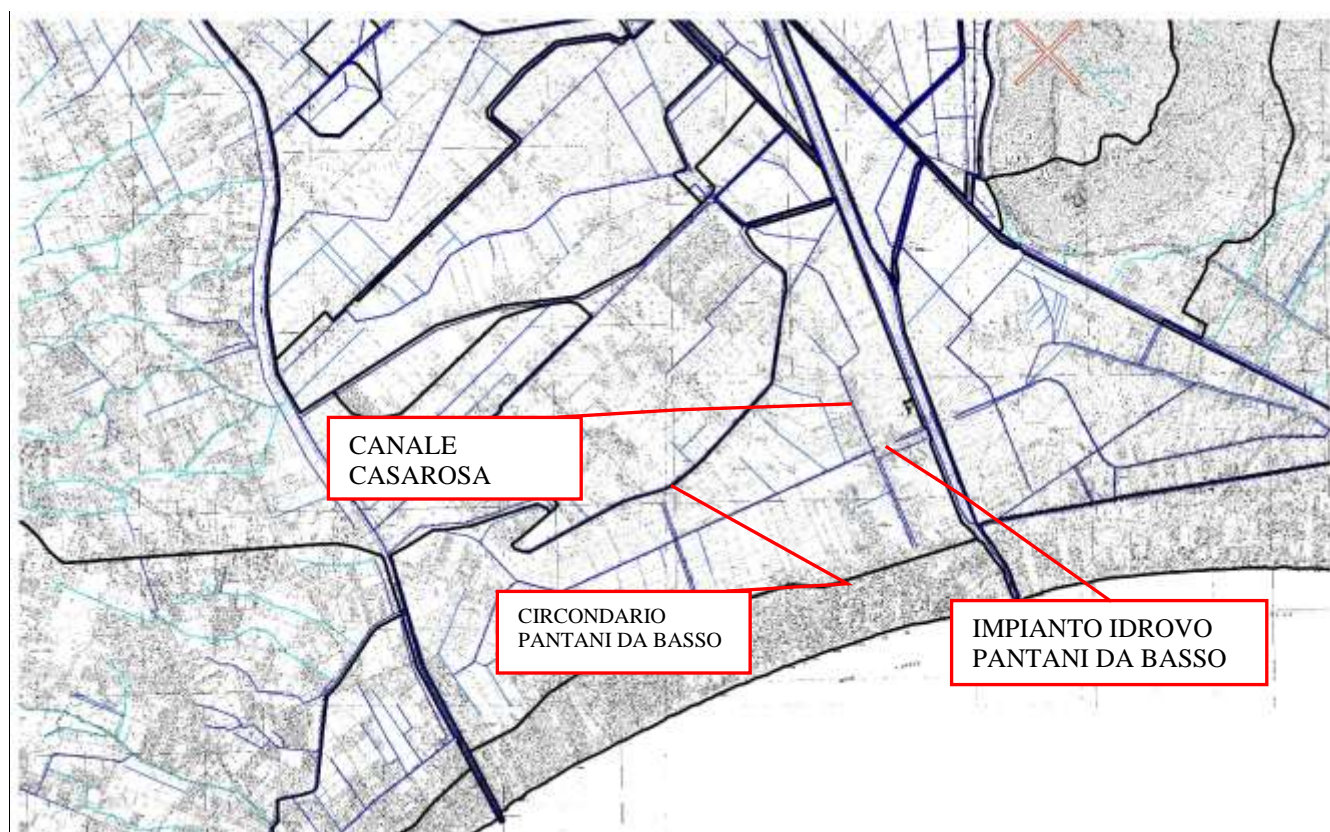 CANALE
CASAROSA
CIRCONDARIO
PANTANI DA BASSO
IMPIANTO IDROVO
PANTANI DA BASSO